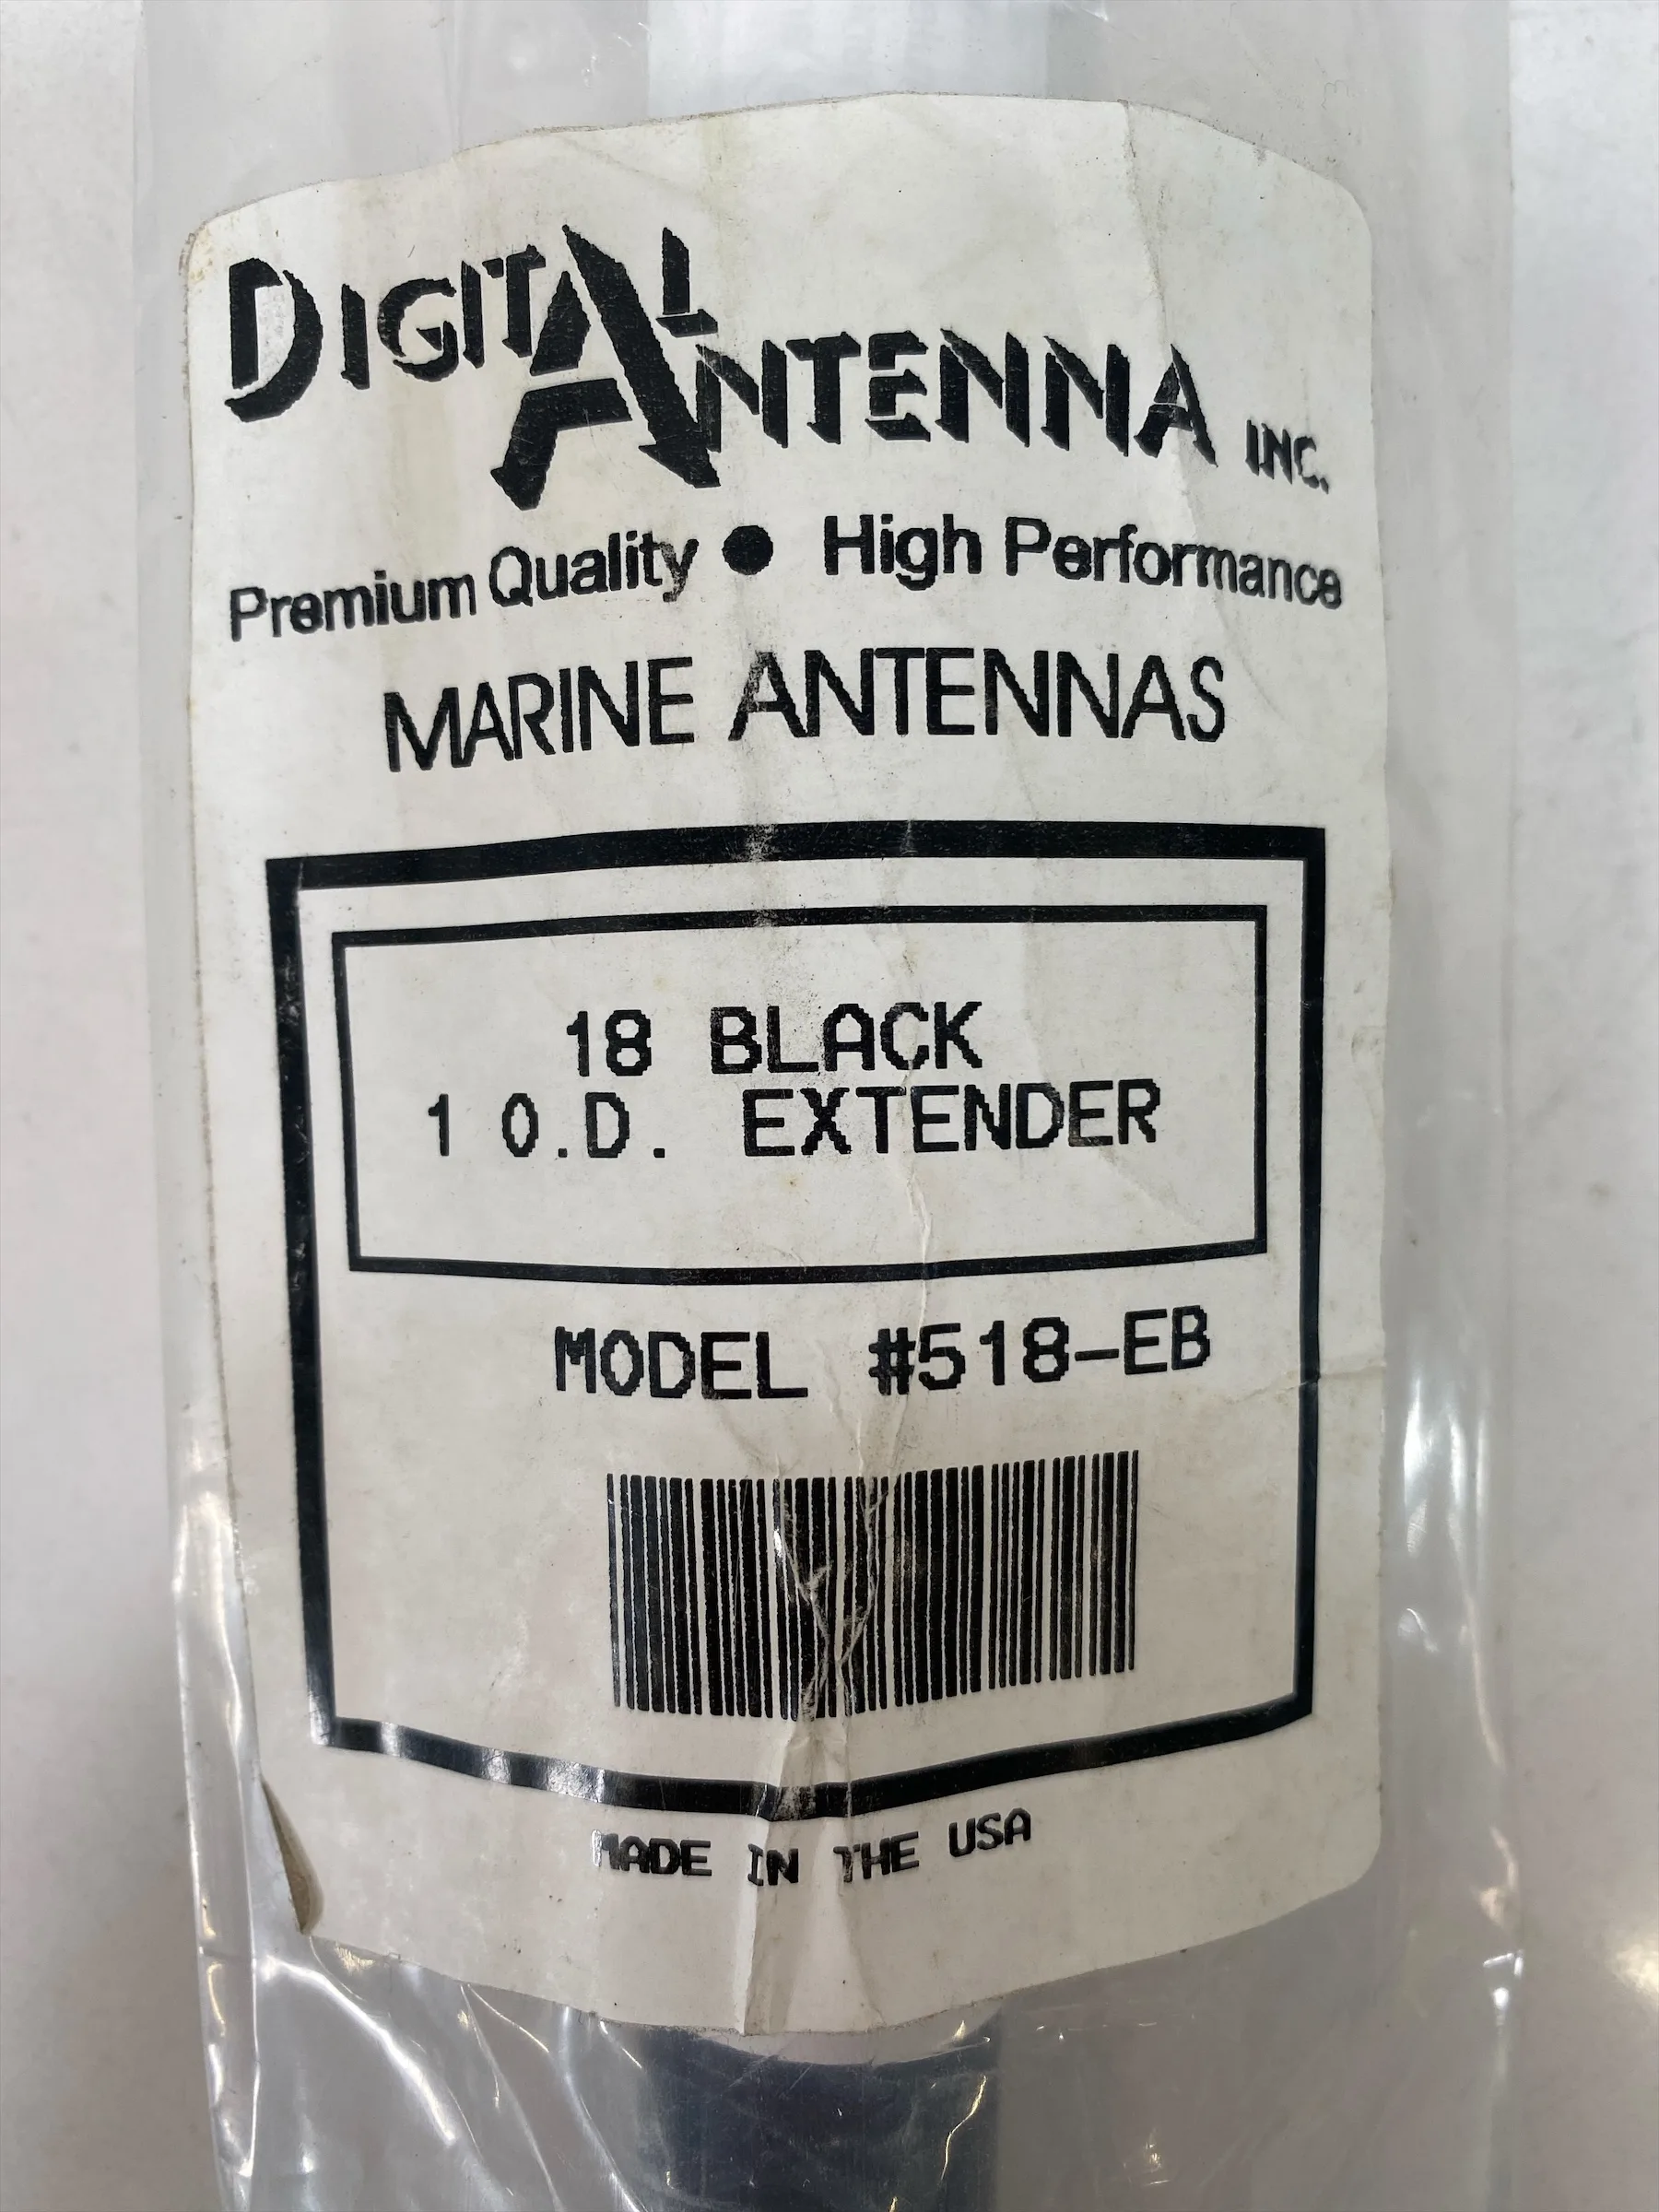 DIGITAL ANTENNA INC.
Premium Quality ● High Performance
MARINE ANTENNAS
18 BLACK
1 O.D. EXTENDER
MODEL #518-EB
MADE IN THE USA